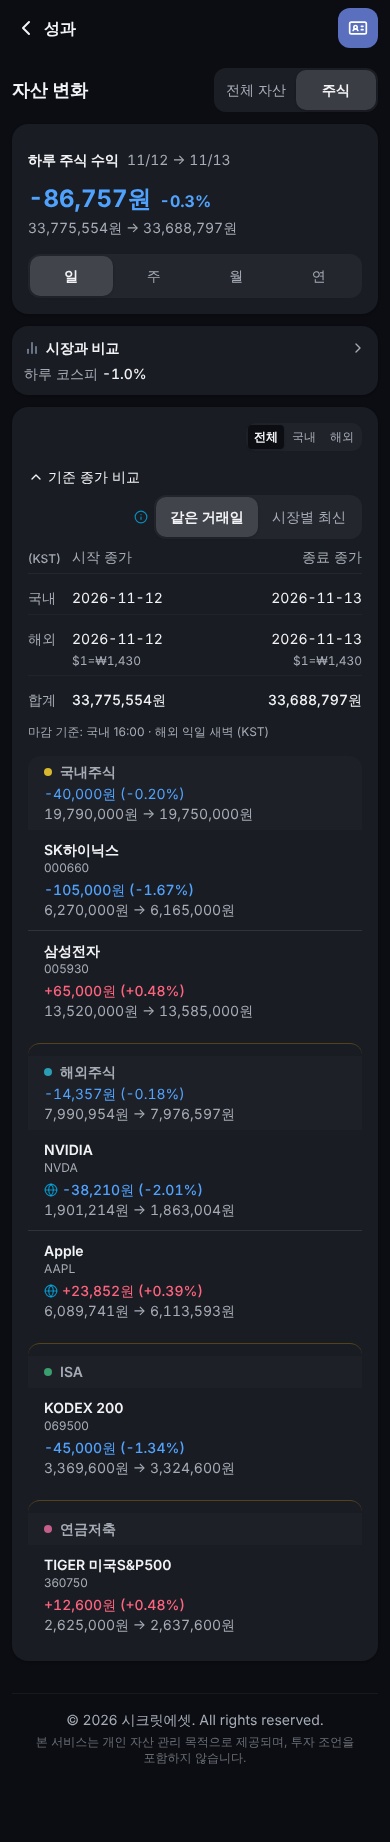 성과
자산 변화
전체 자산 주식
하루 주식 수익 11/12 → 11/13
-86,757원 -0.3%
33,775,554원 → 33,688,797원
일 주 월 연
시장과 비교
하루 코스피 -1.0%
전체 국내 해외
기준 종가 비교
같은 거래일 시장별 최신
(KST) 시작 종가 종료 종가
국내 2026-11-12 2026-11-13
해외 2026-11-12 2026-11-13
$1=₩1,430 $1=₩1,430
합계 33,775,554원 33,688,797원
마감 기준: 국내 16:00 · 해외 익일 새벽 (KST)
국내주식
-40,000원 (-0.20%)
19,790,000원 → 19,750,000원
SK하이닉스
000660
-105,000원 (-1.67%)
6,270,000원 → 6,165,000원
삼성전자
005930
+65,000원 (+0.48%)
13,520,000원 → 13,585,000원
해외주식
-14,357원 (-0.18%)
7,990,954원 → 7,976,597원
NVIDIA
NVDA
-38,210원 (-2.01%)
1,901,214원 → 1,863,004원
Apple
AAPL
+23,852원 (+0.39%)
6,089,741원 → 6,113,593원
ISA
KODEX 200
069500
-45,000원 (-1.34%)
3,369,600원 → 3,324,600원
연금저축
TIGER 미국S&P500
360750
+12,600원 (+0.48%)
2,625,000원 → 2,637,600원
© 2026 시크릿에셋. All rights reserved.
본 서비스는 개인 자산 관리 목적으로 제공되며, 투자 조언을
포함하지 않습니다.